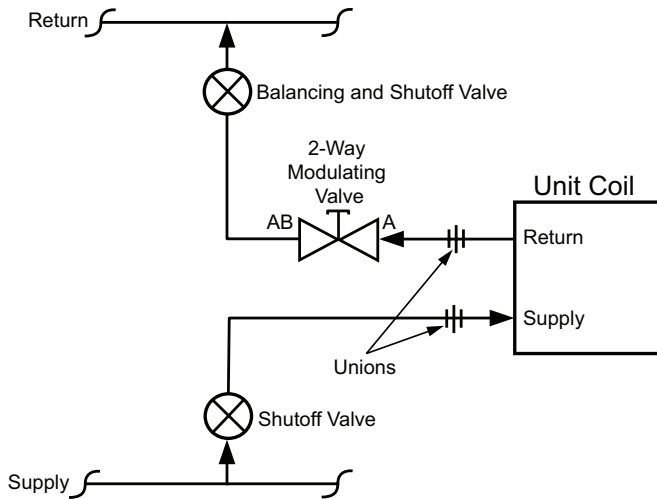 Return
Balancing and Shutoff Valve
2-Way
Modulating
Valve
AB
A
Unit Coil
Return
Supply
Unions
Shutoff Valve
Supply